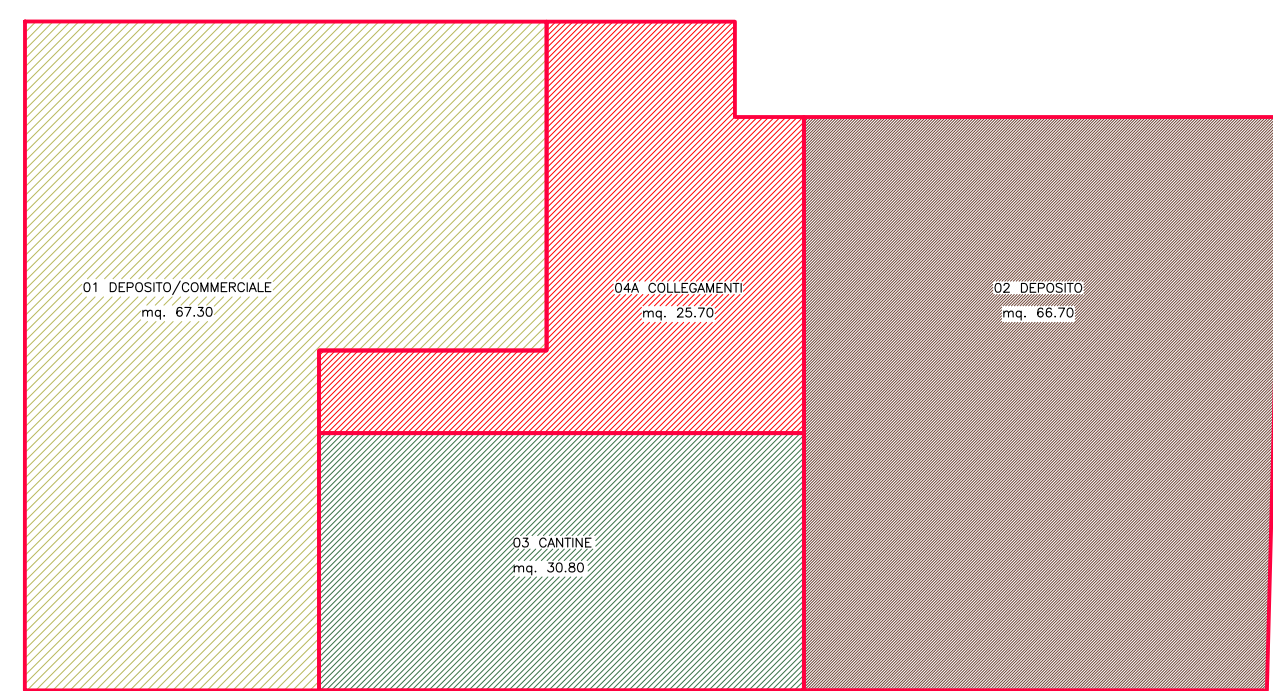 01 DEPOSITO/COMMERCIALE
mq. 67.30
04A COLLEGAMENTI
mq. 25.70
02 DEPOSITO
mq. 66.70
03 CANTINE
mq. 30.80